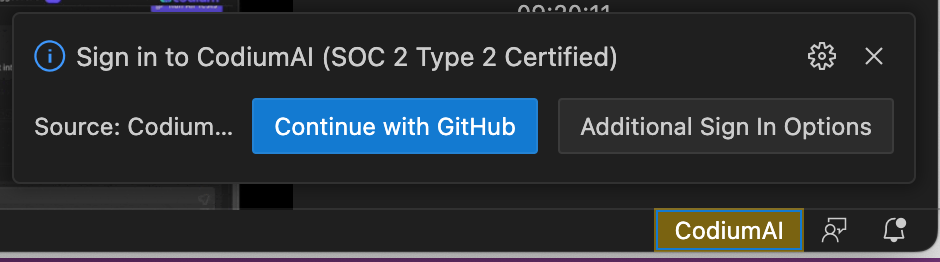 09:20:11
Sign in to CodiumAI (SOC 2 Type 2 Certified)
Source: Codium... Continue with GitHub Additional Sign In Options
CodiumAI